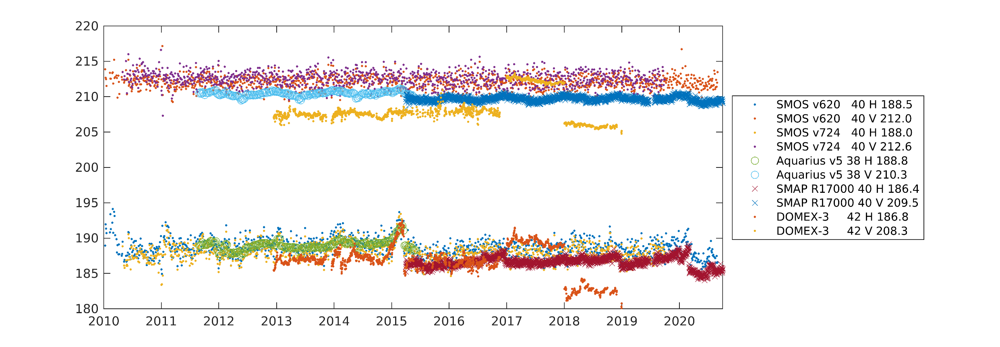 220
215
210
205
200
195
190
185
180
2010 2011 2012 2013 2014 2015 2016 2017 2018 2019 2020
SMOS v620 40 H 188.5
SMOS v620 40 V 212.0
SMOS v724 40 H 188.0
SMOS v724 40 V 212.6
Aquarius v5 38 H 188.8
Aquarius v5 38 V 210.3
SMAP R17000 40 H 186.4
SMAP R17000 40 V 209.5
DOMEX-3 42 H 186.8
DOMEX-3 42 V 208.3